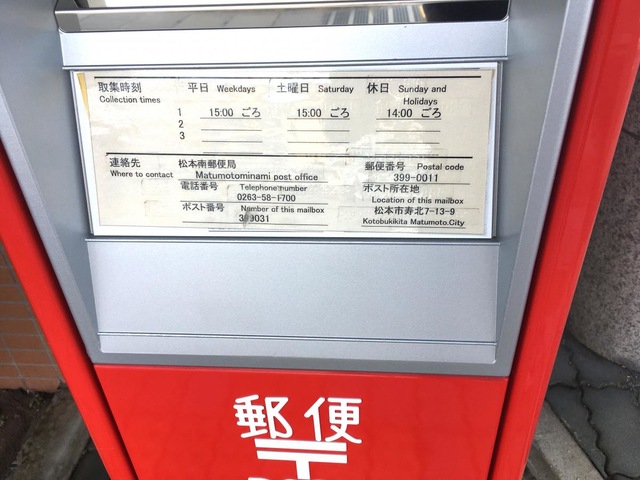 取集時刻 平日 Weekdays 土曜日 Saturday 休日 Sunday and
Collection times Holidays
1 15:00 ごろ 15:00 ごろ 14:00 ごろ
2
3
連絡先 松本南郵便局 郵便番号 Postal code
Where to contact Matumotominami post office 399-0011
電話番号 Telephone number ポスト所在地
0263-58-1700 Location of this mailbox
ポスト番号 Number of this mailbox 松本市寿北7-13-9
399031 Kotobukikita Matumoto.City
郵便
〒